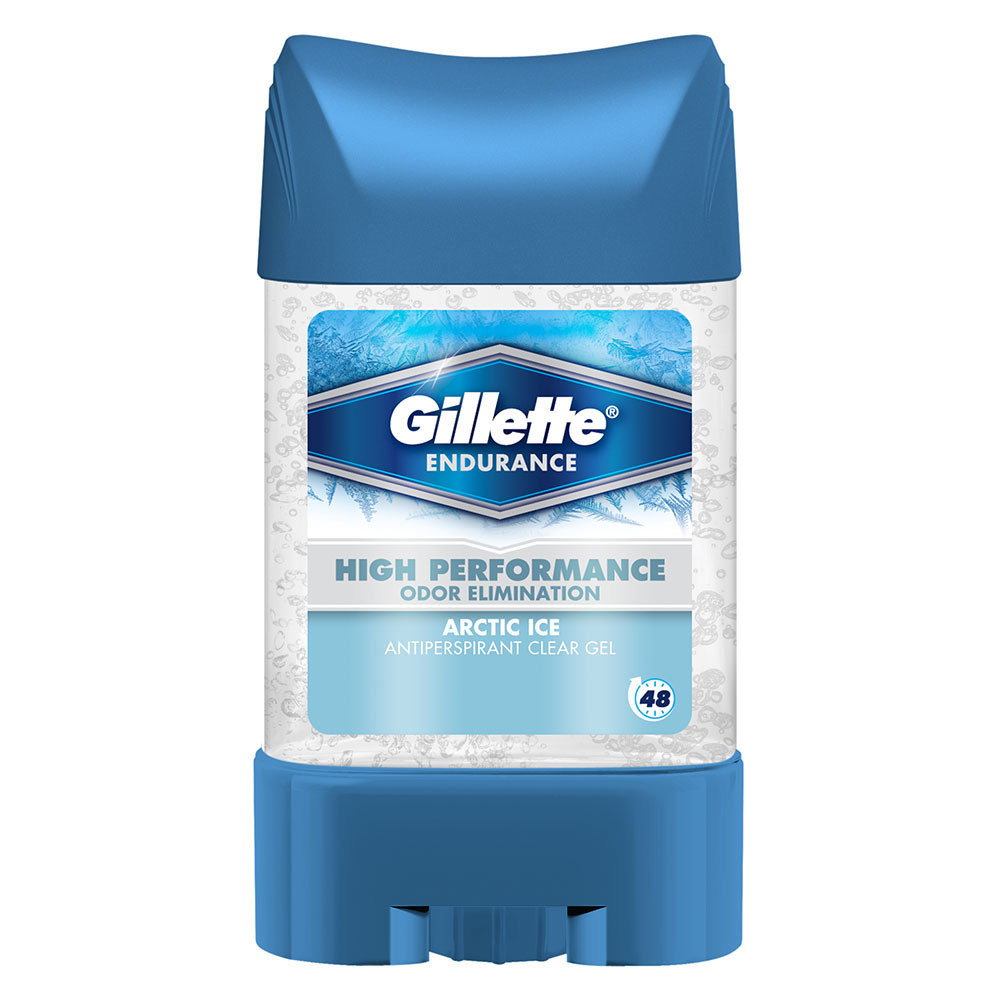 Gillette®
ENDURANCE
HIGH PERFORMANCE
ODOR ELIMINATION
ARCTIC ICE
ANTIPERSPIRANT CLEAR GEL
48